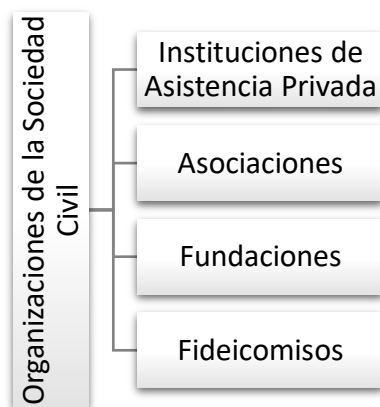 Organizaciones de la Sociedad
Civil
Instituciones de
Asistencia Privada
Asociaciones
Fundaciones
Fideicomisos